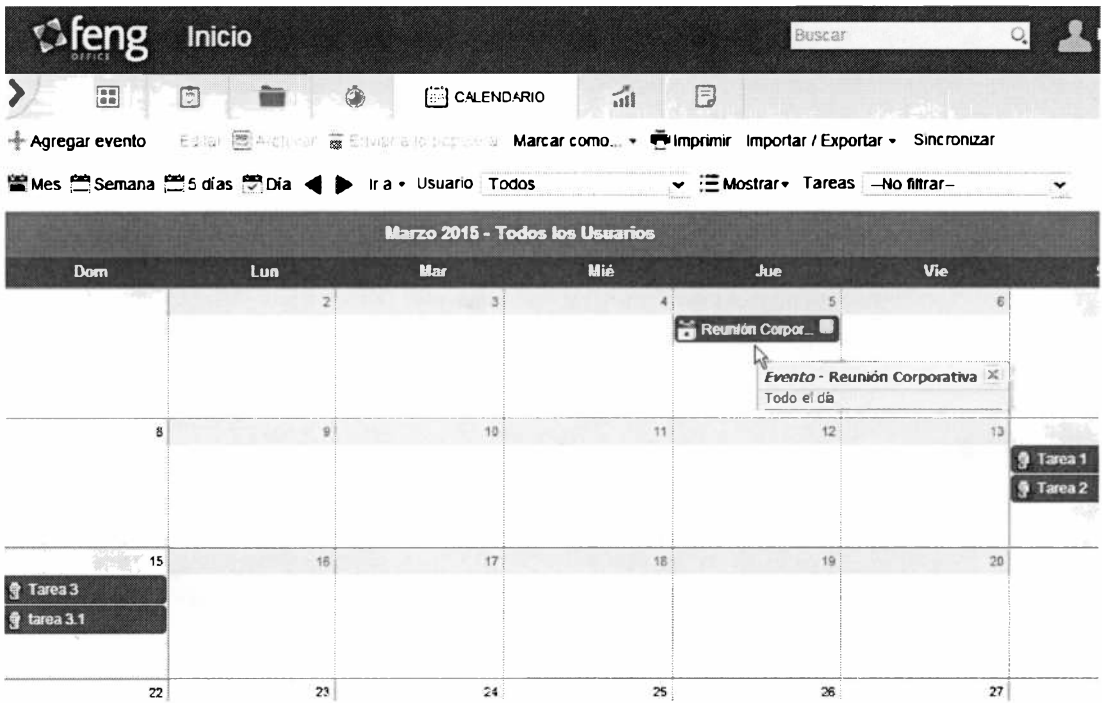 feng Inicio Buscar
OFFICE
CALENDARIO
Agregar evento Editar Archivar Marcar como... Imprimir Importar / Exportar Sincronizar
Mes Semana 5 días Día Ir a Usuario Todos Mostrar Tareas --No filtrar--
Marzo 2015 - Todos los Usuarios
Dom Lun Mar Mié Jue Vie
2 3 4 5 6
Reunión Corpor...
Evento - Reunión Corporativa
Todo el día
8 9 10 11 12 13
Tarea 1
Tarea 2
15 16 17 18 19 20
Tarea 3
tarea 3.1
22 23 24 25 26 27